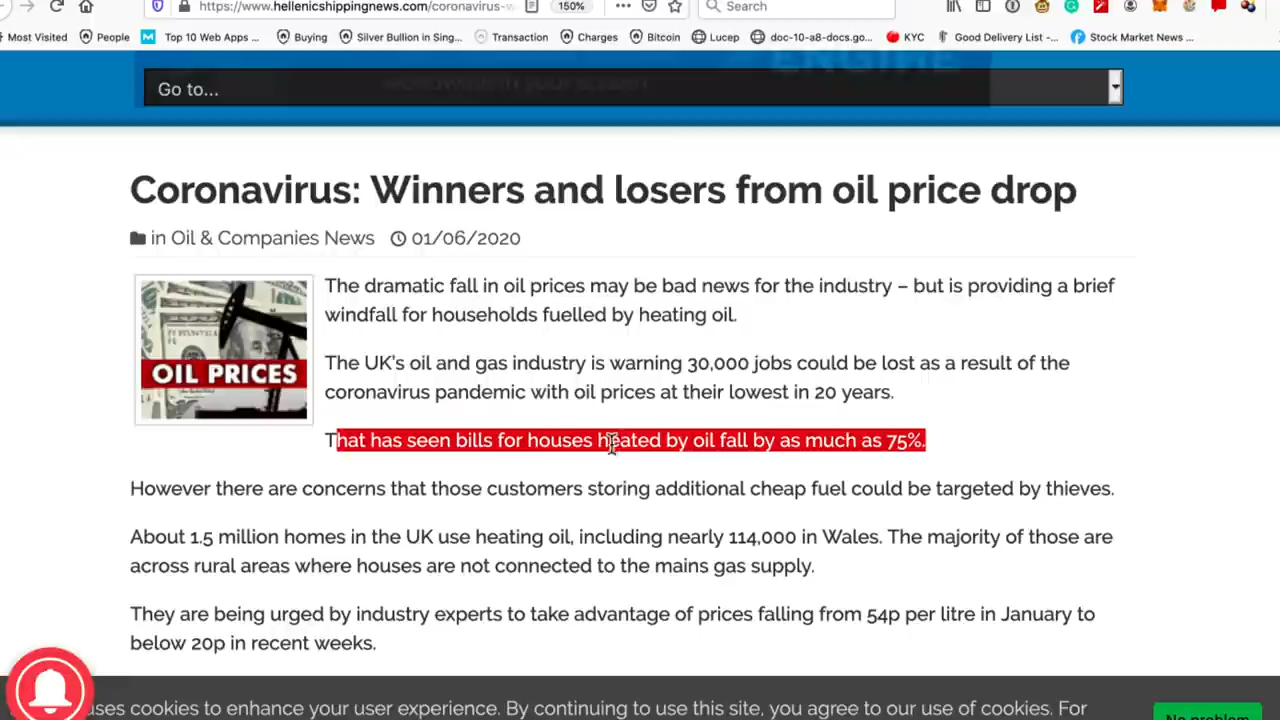 https://www.hellenicshippingnews.com/coronavirus-w
150%
Search
Most Visited
People
Top 10 Web Apps ...
Buying
Silver Bullion in Sing...
Transaction
Charges
Bitcoin
Lucep
doc-10-a8-docs.go...
KYC
Good Delivery List -...
Stock Market News ...
ENGINE
Go to...
Coronavirus: Winners and losers from oil price drop
in Oil & Companies News 01/06/2020
OIL PRICES
The dramatic fall in oil prices may be bad news for the industry – but is providing a brief
windfall for households fuelled by heating oil.
The UK's oil and gas industry is warning 30,000 jobs could be lost as a result of the
coronavirus pandemic with oil prices at their lowest in 20 years.
That has seen bills for houses heated by oil fall by as much as 75%.
However there are concerns that those customers storing additional cheap fuel could be targeted by thieves.
About 1.5 million homes in the UK use heating oil, including nearly 114,000 in Wales. The majority of those are
across rural areas where houses are not connected to the mains gas supply.
They are being urged by industry experts to take advantage of prices falling from 54p per litre in January to
below 20p in recent weeks.
uses cookies to enhance your user experience. By continuing to use this site, you agree to our use of cookies. For
No problem